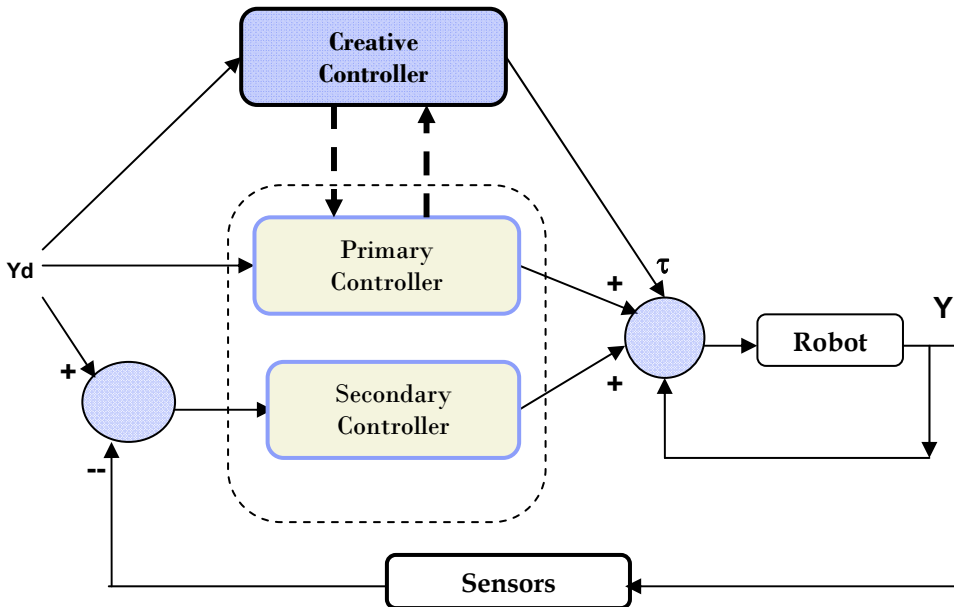 Creative
Controller
Primary
Controller
Yd
τ
+
Y
Robot
+
+
Secondary
Controller
--
Sensors